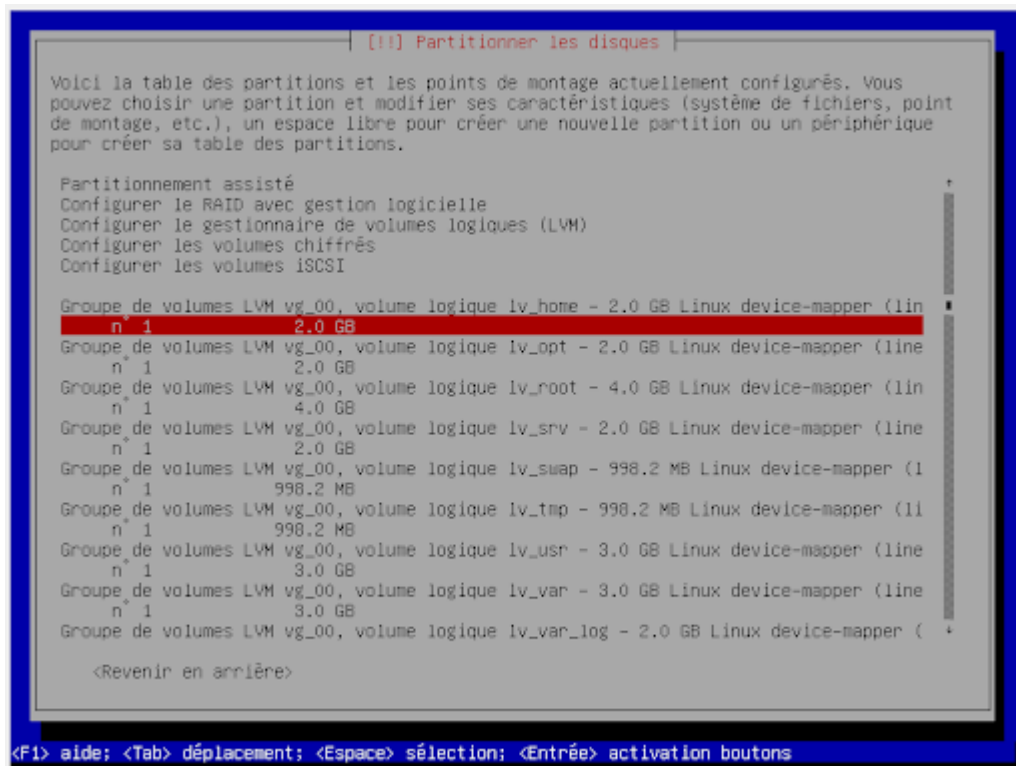 [!!] Partitionner les disques
Voici la table des partitions et les points de montage actuellement configurés. Vous
pouvez choisir une partition et modifier ses caractéristiques (système de fichiers, point
de montage, etc.), un espace libre pour créer une nouvelle partition ou un périphérique
pour créer sa table des partitions.
Partitionnement assisté
Configurer le RAID avec gestion logicielle
Configurer le gestionnaire de volumes logiques (LVM)
Configurer les volumes chiffrés
Configurer les volumes iSCSI
Groupe de volumes LVM vg_00, volume logique lv_home – 2.0 GB Linux device-mapper (lin
n° 1 2.0 GB
Groupe de volumes LVM vg_00, volume logique lv_opt – 2.0 GB Linux device-mapper (line
n° 1 2.0 GB
Groupe de volumes LVM vg_00, volume logique lv_root – 4.0 GB Linux device-mapper (lin
n° 1 4.0 GB
Groupe de volumes LVM vg_00, volume logique lv_srv – 2.0 GB Linux device-mapper (line
n° 1 2.0 GB
Groupe de volumes LVM vg_00, volume logique lv_swap – 998.2 MB Linux device-mapper (l
n° 1 998.2 MB
Groupe de volumes LVM vg_00, volume logique lv_tmp – 998.2 MB Linux device-mapper (li
n° 1 998.2 MB
Groupe de volumes LVM vg_00, volume logique lv_usr – 3.0 GB Linux device-mapper (line
n° 1 3.0 GB
Groupe de volumes LVM vg_00, volume logique lv_var – 3.0 GB Linux device-mapper (line
n° 1 3.0 GB
Groupe de volumes LVM vg_00, volume logique lv_var_log – 2.0 GB Linux device-mapper (
<Revenir en arrière>
<F1> aide; <Tab> déplacement; <Espace> sélection; <Entrée> activation boutons